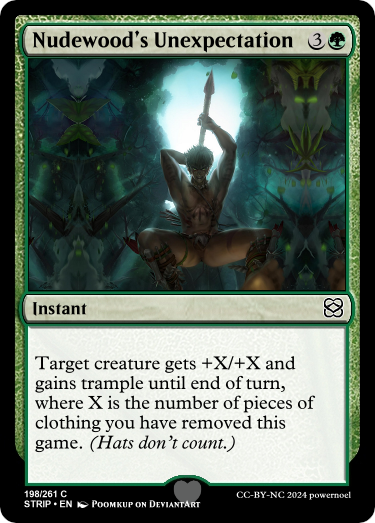 Nudewood's Unexpectation 3
Instant
Target creature gets +X/+X and
gains trample until end of turn,
where X is the number of pieces of
clothing you have removed this
game. (Hats don't count.)
198/261 C
STRIP • EN Poomkup on DeviantArt
CC-BY-NC 2024 powernoel